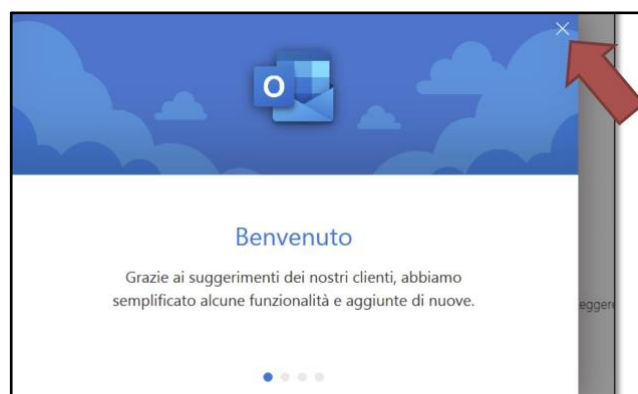 O
Benvenuto
Grazie ai suggerimenti dei nostri clienti, abbiamo
semplificato alcune funzionalità e aggiunte di nuove.